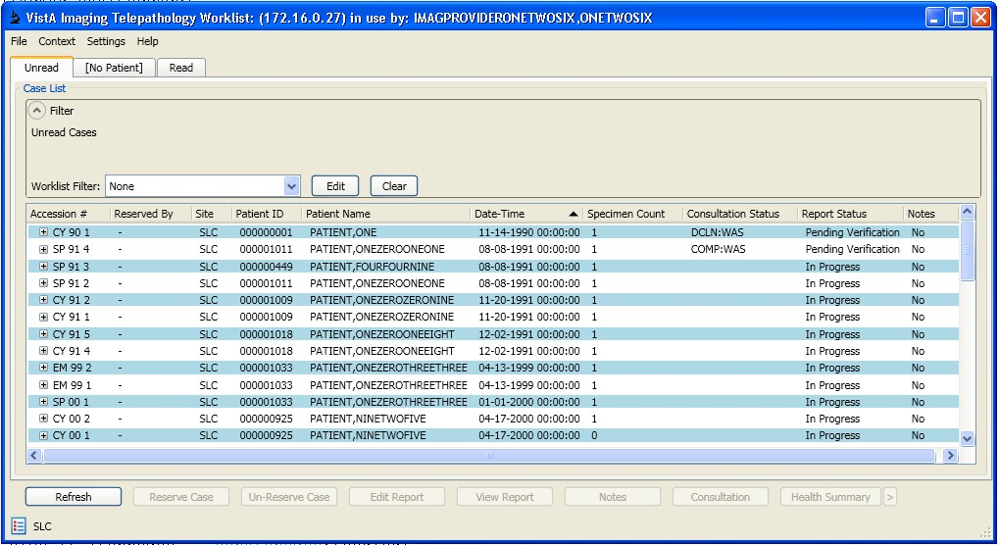 VistA Imaging Telepathology Worklist: (172.16.0.27) in use by: IMAGPROVIDERONETWOSIX,ONETWOSIX
File Context Settings Help
Unread [No Patient] Read
Case List
Filter
Unread Cases
Worklist Filter: None Edit Clear
Accession # Reserved By Site Patient ID Patient Name Date-Time Specimen Count Consultation Status Report Status Notes
CY 90 1 - SLC 000000001 PATIENT,ONE 11-14-1990 00:00:00 1 DCLN:WAS Pending Verification No
SP 91 4 - SLC 000001011 PATIENT,ONEZEROONEONE 08-08-1991 00:00:00 1 COMP:WAS Pending Verification No
SP 91 3 - SLC 000000449 PATIENT,FOURFOURNINE 08-08-1991 00:00:00 1 In Progress No
SP 91 2 - SLC 000001011 PATIENT,ONEZEROONEONE 08-08-1991 00:00:00 1 In Progress No
CY 91 2 - SLC 000001009 PATIENT,ONEZEROZERONINE 11-20-1991 00:00:00 1 In Progress No
CY 91 1 - SLC 000001009 PATIENT,ONEZEROZERONINE 11-20-1991 00:00:00 1 In Progress No
CY 91 5 - SLC 000001018 PATIENT,ONEZEROONEEIGHT 12-02-1991 00:00:00 1 In Progress No
CY 91 4 - SLC 000001018 PATIENT,ONEZEROONEEIGHT 12-02-1991 00:00:00 1 In Progress No
EM 99 2 - SLC 000001033 PATIENT,ONEZEROTHREETHREE 04-13-1999 00:00:00 1 In Progress No
EM 99 1 - SLC 000001033 PATIENT,ONEZEROTHREETHREE 04-13-1999 00:00:00 1 In Progress No
SP 00 1 - SLC 000001033 PATIENT,ONEZEROTHREETHREE 01-01-2000 00:00:00 1 In Progress No
CY 00 2 - SLC 000000925 PATIENT,NINETWOFIVE 04-17-2000 00:00:00 1 In Progress No
CY 00 1 - SLC 000000925 PATIENT,NINETWOFIVE 04-17-2000 00:00:00 0 In Progress No
Refresh Reserve Case Un-Reserve Case Edit Report View Report Notes Consultation Health Summary >
SLC